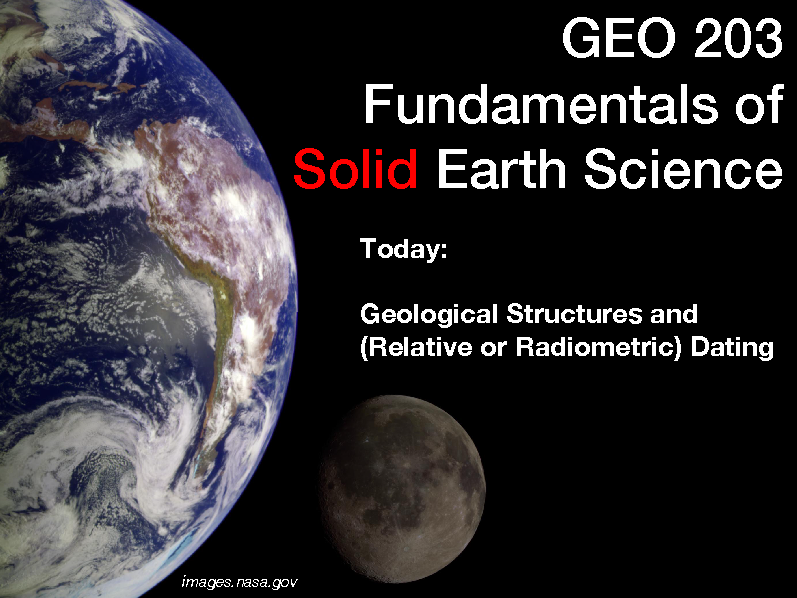 GEO 203
Fundamentals of
Solid Earth Science
Today:
Geological Structures and
(Relative or Radiometric) Dating
images.nasa.gov